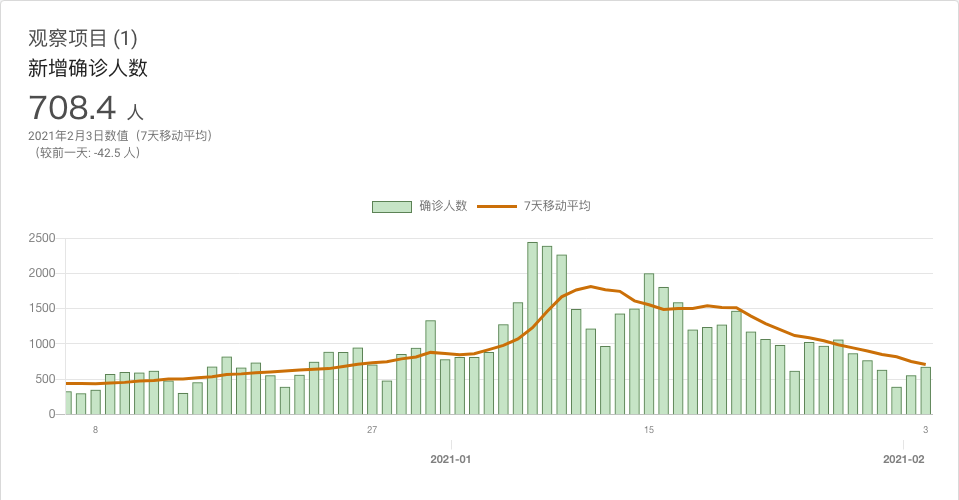 观察项目 (1)
新增确诊人数
708.4 人
2021年2月3日数值（7天移动平均）
（较前一天: -42.5 人）
确诊人数 7天移动平均
2500
2000
1500
1000
500
0
8 27 15 3
2021-01 2021-02